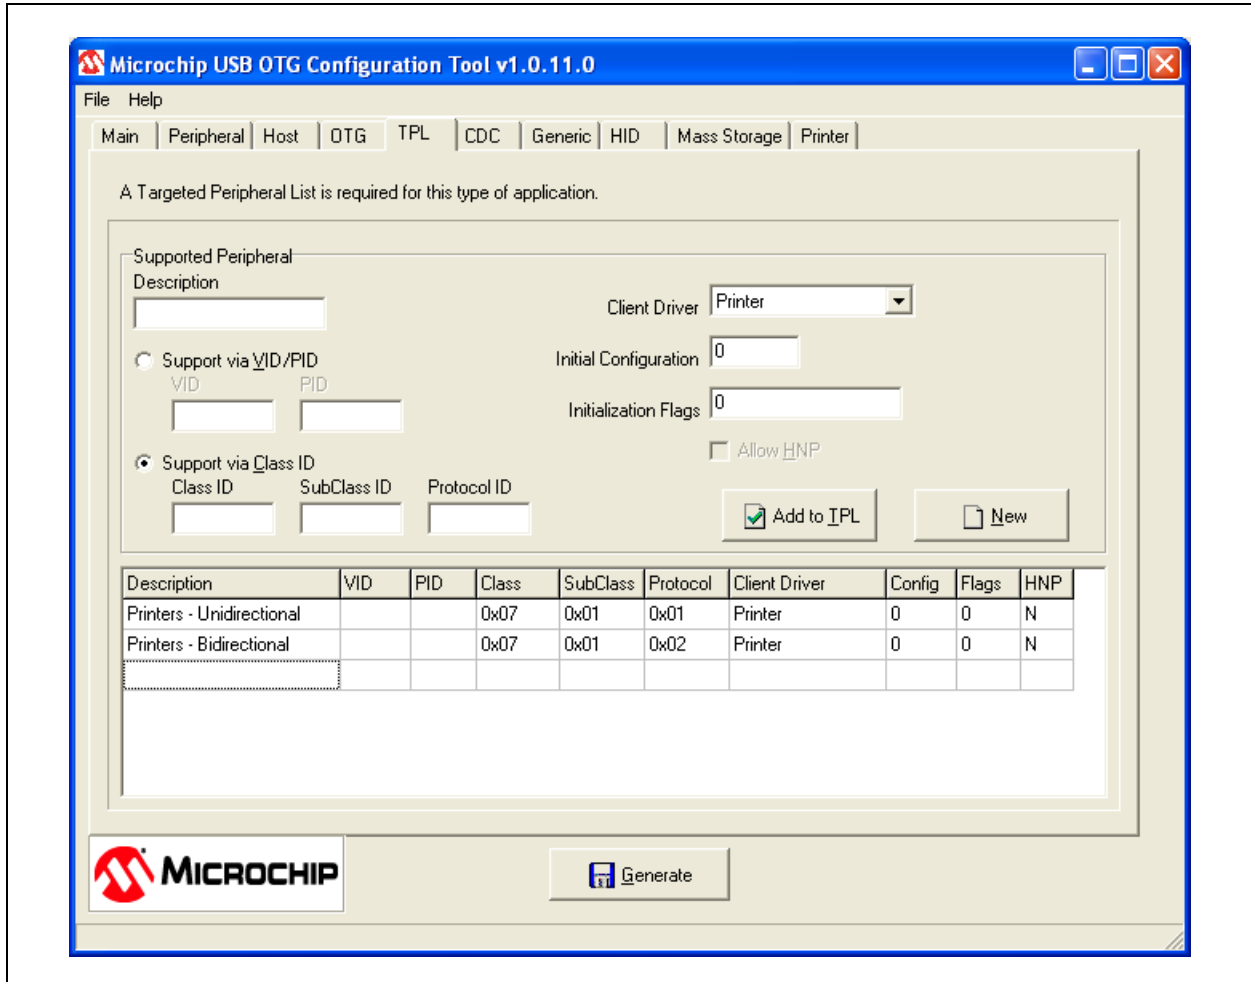 Microchip USB OTG Configuration Tool v1.0.11.0
File Help
Main Peripheral Host OTG TPL CDC Generic HID Mass Storage Printer
A Targeted Peripheral List is required for this type of application.
Supported Peripheral
Description
Client Driver Printer
Support via VID/PID
Initial Configuration 0
VID PID
Initialization Flags 0
Allow HNP
Support via Class ID
Class ID SubClass ID Protocol ID
Add to TPL New
Description VID PID Class SubClass Protocol Client Driver Config Flags HNP
Printers - Unidirectional 0x07 0x01 0x01 Printer 0 0 N
Printers - Bidirectional 0x07 0x01 0x02 Printer 0 0 N
MICROCHIP
Generate